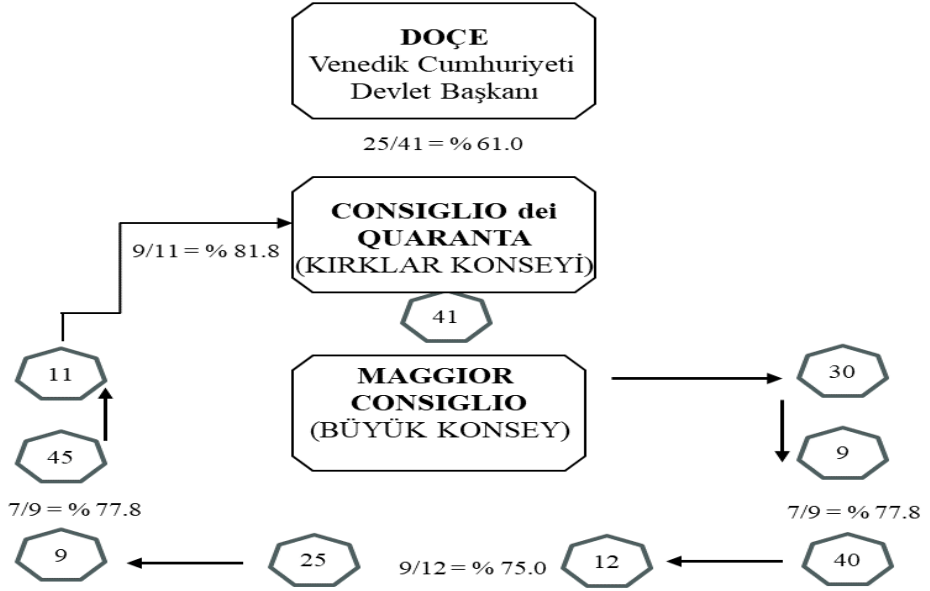 DOÇE
Venedik Cumhuriyeti
Devlet Başkanı
25/41 = % 61.0
CONSIGLIO dei
QUARANTA
(KIRKLAR KONSEYİ)
9/11 = % 81.8
41
MAGGIOR
CONSIGLIO
(BÜYÜK KONSEY)
11
30
45
9
7/9 = % 77.8
7/9 = % 77.8
9
25
9/12 = % 75.0
12
40